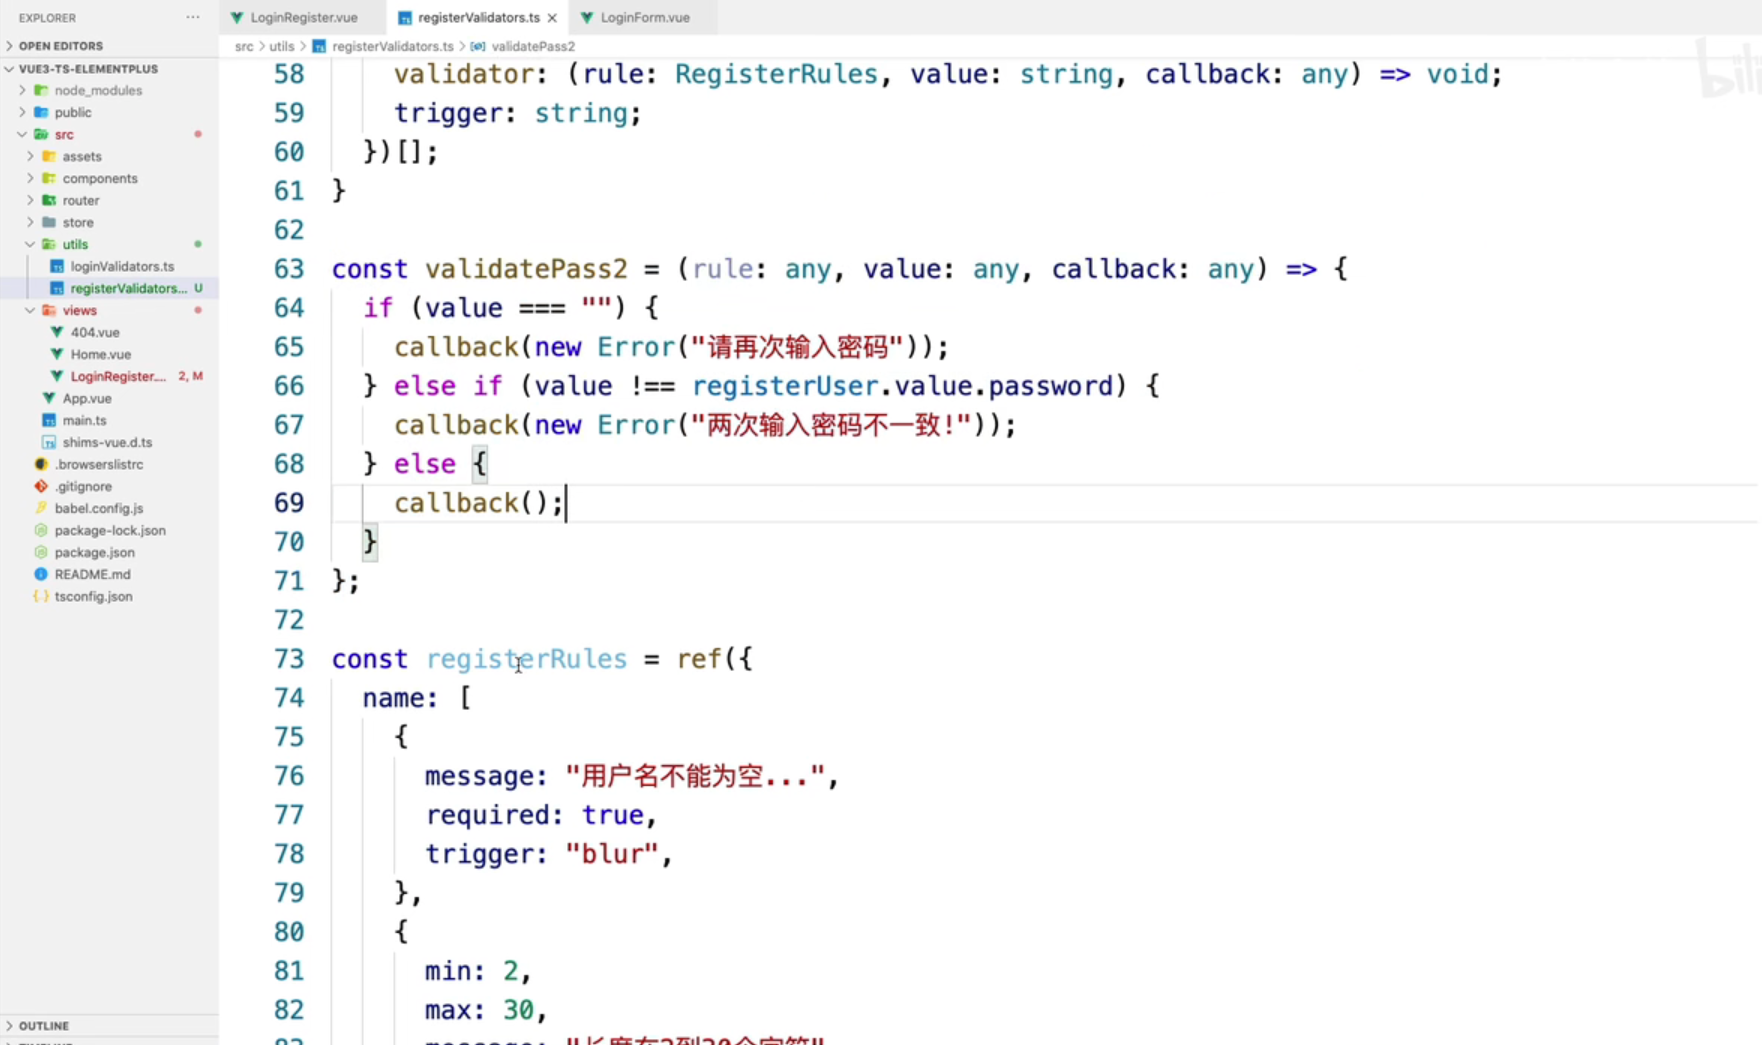 EXPLORER
OPEN EDITORS
VUE3-TS-ELEMENTPLUS
node_modules
public
src
assets
components
router
store
utils
loginValidators.ts
registerValidators... U
views
404.vue
Home.vue
LoginRegister.... 2, M
App.vue
main.ts
shims-vue.d.ts
.browserslistrc
.gitignore
babel.config.js
package-lock.json
package.json
README.md
tsconfig.json
OUTLINE
LoginRegister.vue registerValidators.ts LoginForm.vue
src > utils > registerValidators.ts > validatePass2
58 validator: (rule: RegisterRules, value: string, callback: any) => void;
59 trigger: string;
60 })[];
61 }
62
63 const validatePass2 = (rule: any, value: any, callback: any) => {
64 if (value === "") {
65 callback(new Error("请再次输入密码"));
66 } else if (value !== registerUser.value.password) {
67 callback(new Error("两次输入密码不一致!"));
68 } else {
69 callback();
70 }
71 };
72
73 const registerRules = ref({
74 name: [
75 {
76 message: "用户名不能为空...",
77 required: true,
78 trigger: "blur",
79 },
80 {
81 min: 2,
82 max: 30,